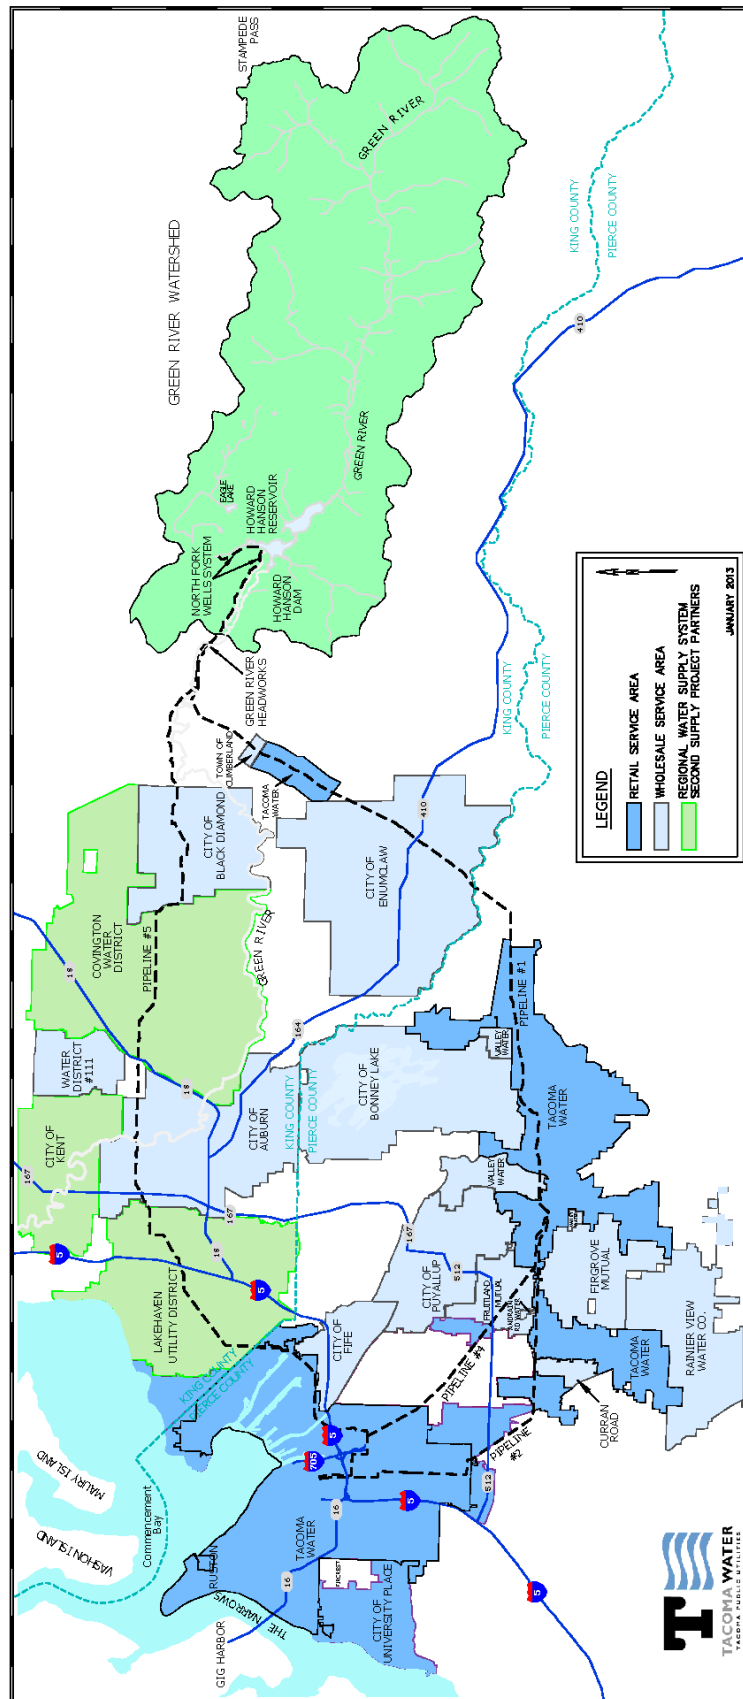 STAMPEDE
PASS
GREEN RIVER
GREEN RIVER WATERSHED
KING COUNTY
PIERCE COUNTY
410
GREEN RIVER
EAGLE
LAKE
HOWARD
HANSON
RESERVOIR
NORTH FORK
WELLS SYSTEM
HOWARD
HANSON
DAM
GREEN RIVER
HEADWORKS
KING COUNTY
PIERCE COUNTY
TOWN OF
CUMBERLAND
TACOMA
WATER
CITY OF
BLACK DIAMOND
410
CITY OF
ENUMCLAW
COVINGTON
WATER
DISTRICT
PIPELINE #5
GREEN RIVER
18
164
PIPELINE #1
VALLEY
WATER
WATER
DISTRICT
#111
18
CITY OF
KENT
CITY OF
AUBURN
KING COUNTY
PIERCE COUNTY
CITY OF
BONNEY LAKE
TACOMA
WATER
VALLEY
WATER
167
167
167
18
5
5
512
LAKEHAVEN
UTILITY DISTRICT
KING COUNTY
PIERCE COUNTY
CITY OF
FIFE
CITY OF
PUYALLUP
FRUITLAND
MUTUAL
FIRGROVE
MUTUAL
RAINIER VIEW
WATER CO.
TACOMA
WATER
CURRAN
ROAD
PIPELINE #4
PIPELINE
#2
512
705
5
5
5
16
16
MAURY ISLAND
VASHON ISLAND
Commencement
Bay
RUSTON
TACOMA
WATER
FIRCREST
CITY OF
UNIVERSITY PLACE
THE NARROWS
GIG HARBOR
LEGEND
RETAIL SERVICE AREA
WHOLESALE SERVICE AREA
REGIONAL WATER SUPPLY SYSTEM
SECOND SUPPLY PROJECT PARTNERS
JANUARY 2013
T
TACOMA WATER
TACOMA PUBLIC UTILITIES